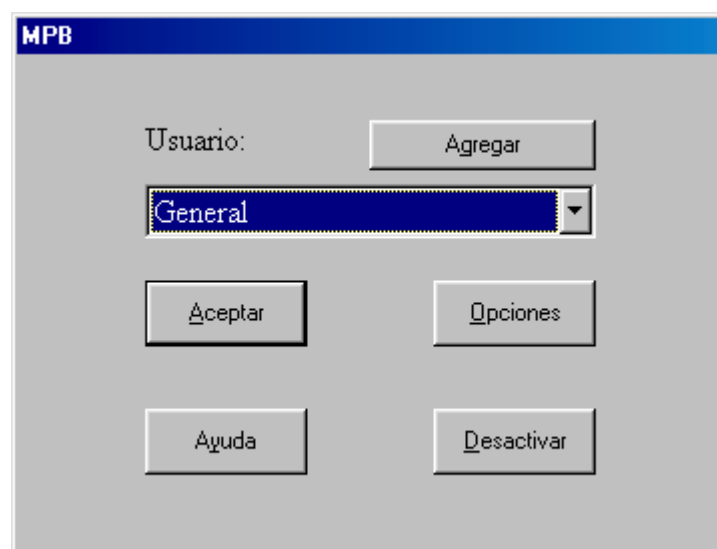 MPB
Usuario:
Agregar
General
Aceptar
Opciones
Ayuda
Desactivar